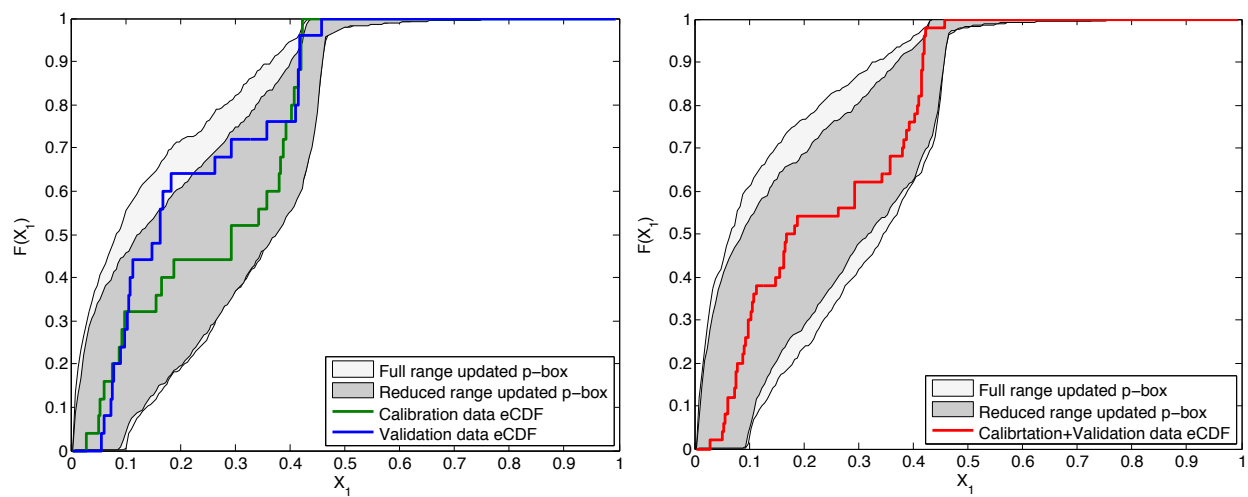 1
0.9
0.8
0.7
0.6
0.5
0.4
0.3
0.2
0.1
0
F(X1)
0 0.1 0.2 0.3 0.4 0.5 0.6 0.7 0.8 0.9 1
X1
Full range updated p-box
Reduced range updated p-box
Calibration data eCDF
Validation data eCDF
1
0.9
0.8
0.7
0.6
0.5
0.4
0.3
0.2
0.1
0
F(X1)
0 0.1 0.2 0.3 0.4 0.5 0.6 0.7 0.8 0.9 1
X1
Full range updated p-box
Reduced range updated p-box
Calibrtation+Validation data eCDF